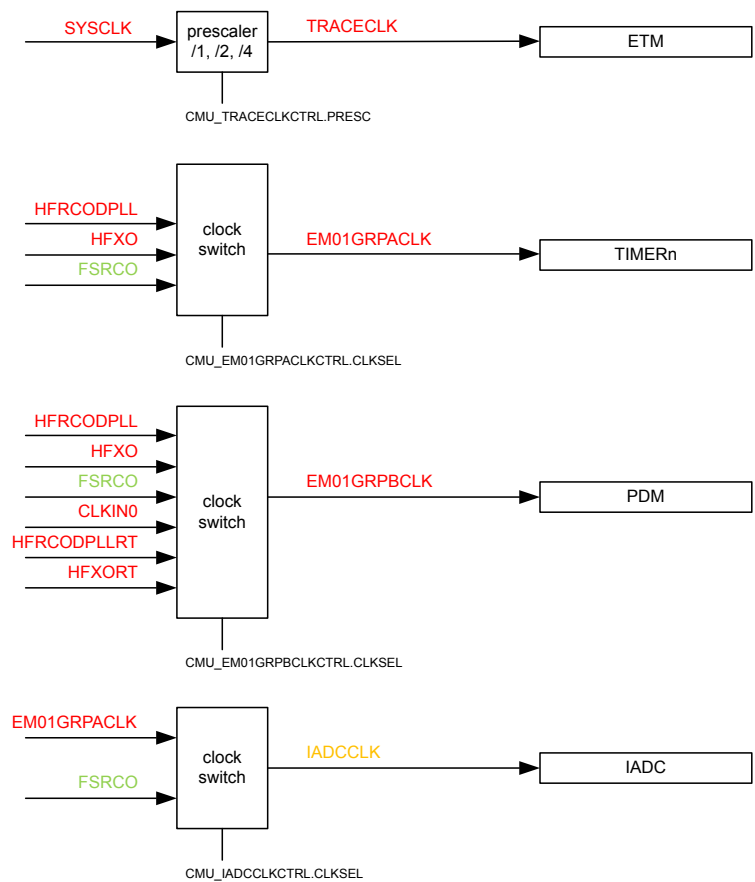 SYSCLK
prescaler
/1, /2, /4
TRACECLK
ETM
CMU_TRACECLKCTRL.PRESC
HFRCODPLL
HFXO
FSRCO
clock
switch
EM01GRPACLK
TIMERn
CMU_EM01GRPACLKCTRL.CLKSEL
HFRCODPLL
HFXO
FSRCO
CLKIN0
HFRCODPLLRT
HFXORT
clock
switch
EM01GRPBCLK
PDM
CMU_EM01GRPBCLKCTRL.CLKSEL
EM01GRPACLK
FSRCO
clock
switch
IADCCLK
IADC
CMU_IADCCLKCTRL.CLKSEL